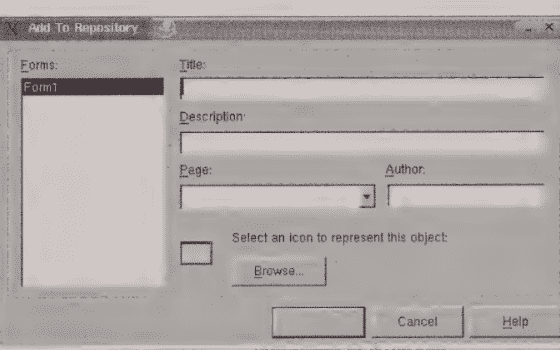 Add To Repository
Forms:
Form1
Title:
Description:
Page:
Author:
Select an icon to represent this object:
Browse...
Cancel
Help